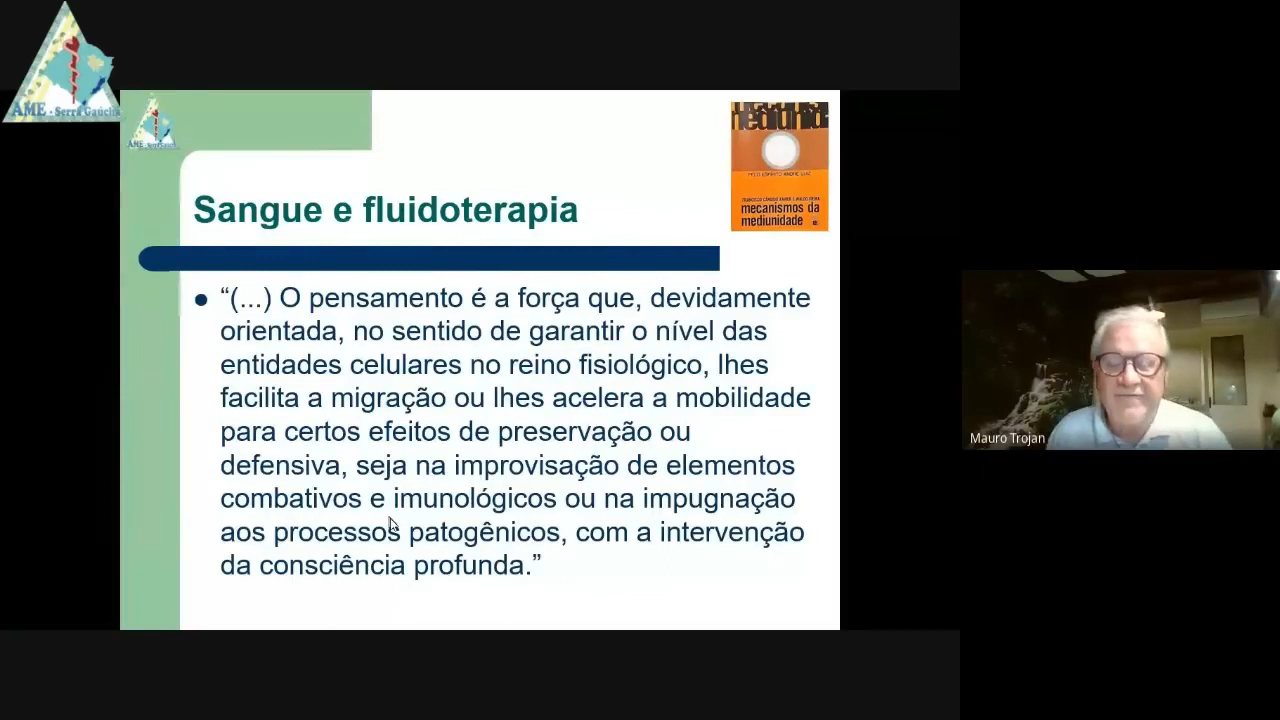 AME - Serra Gaúcha
Sangue e fluidoterapia
mecanismos da
mediunidade
“(...) O pensamento é a força que, devidamente
orientada, no sentido de garantir o nível das
entidades celulares no reino fisiológico, lhes
facilita a migração ou lhes acelera a mobilidade
para certos efeitos de preservação ou
defensiva, seja na improvisação de elementos
combativos e imunológicos ou na impugnação
aos processos patogênicos, com a intervenção
da consciência profunda.”
Mauro Trojan